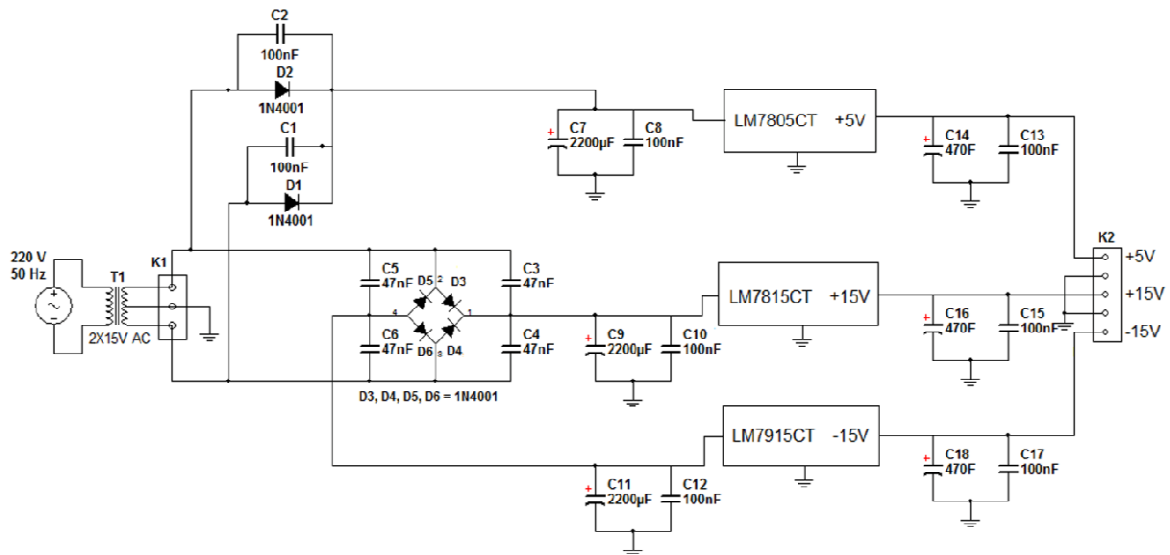 C2
100nF
D2
1N4001
C1
100nF
D1
1N4001
+ C7
2200µF
C8
100nF
LM7805CT +5V
+ C14
470F
C13
100nF
220 V
50 Hz
T1
K1
2X15V AC
C5
47nF
D5
2
D3
C3
47nF
4
1
C6
47nF
D6
3
D4
C4
47nF
D3, D4, D5, D6 = 1N4001
+ C9
2200µF
C10
100nF
LM7815CT +15V
+ C16
470F
C15
100nF
K2
+5V
+15V
-15V
+ C11
2200µF
C12
100nF
LM7915CT -15V
+ C18
470F
C17
100nF